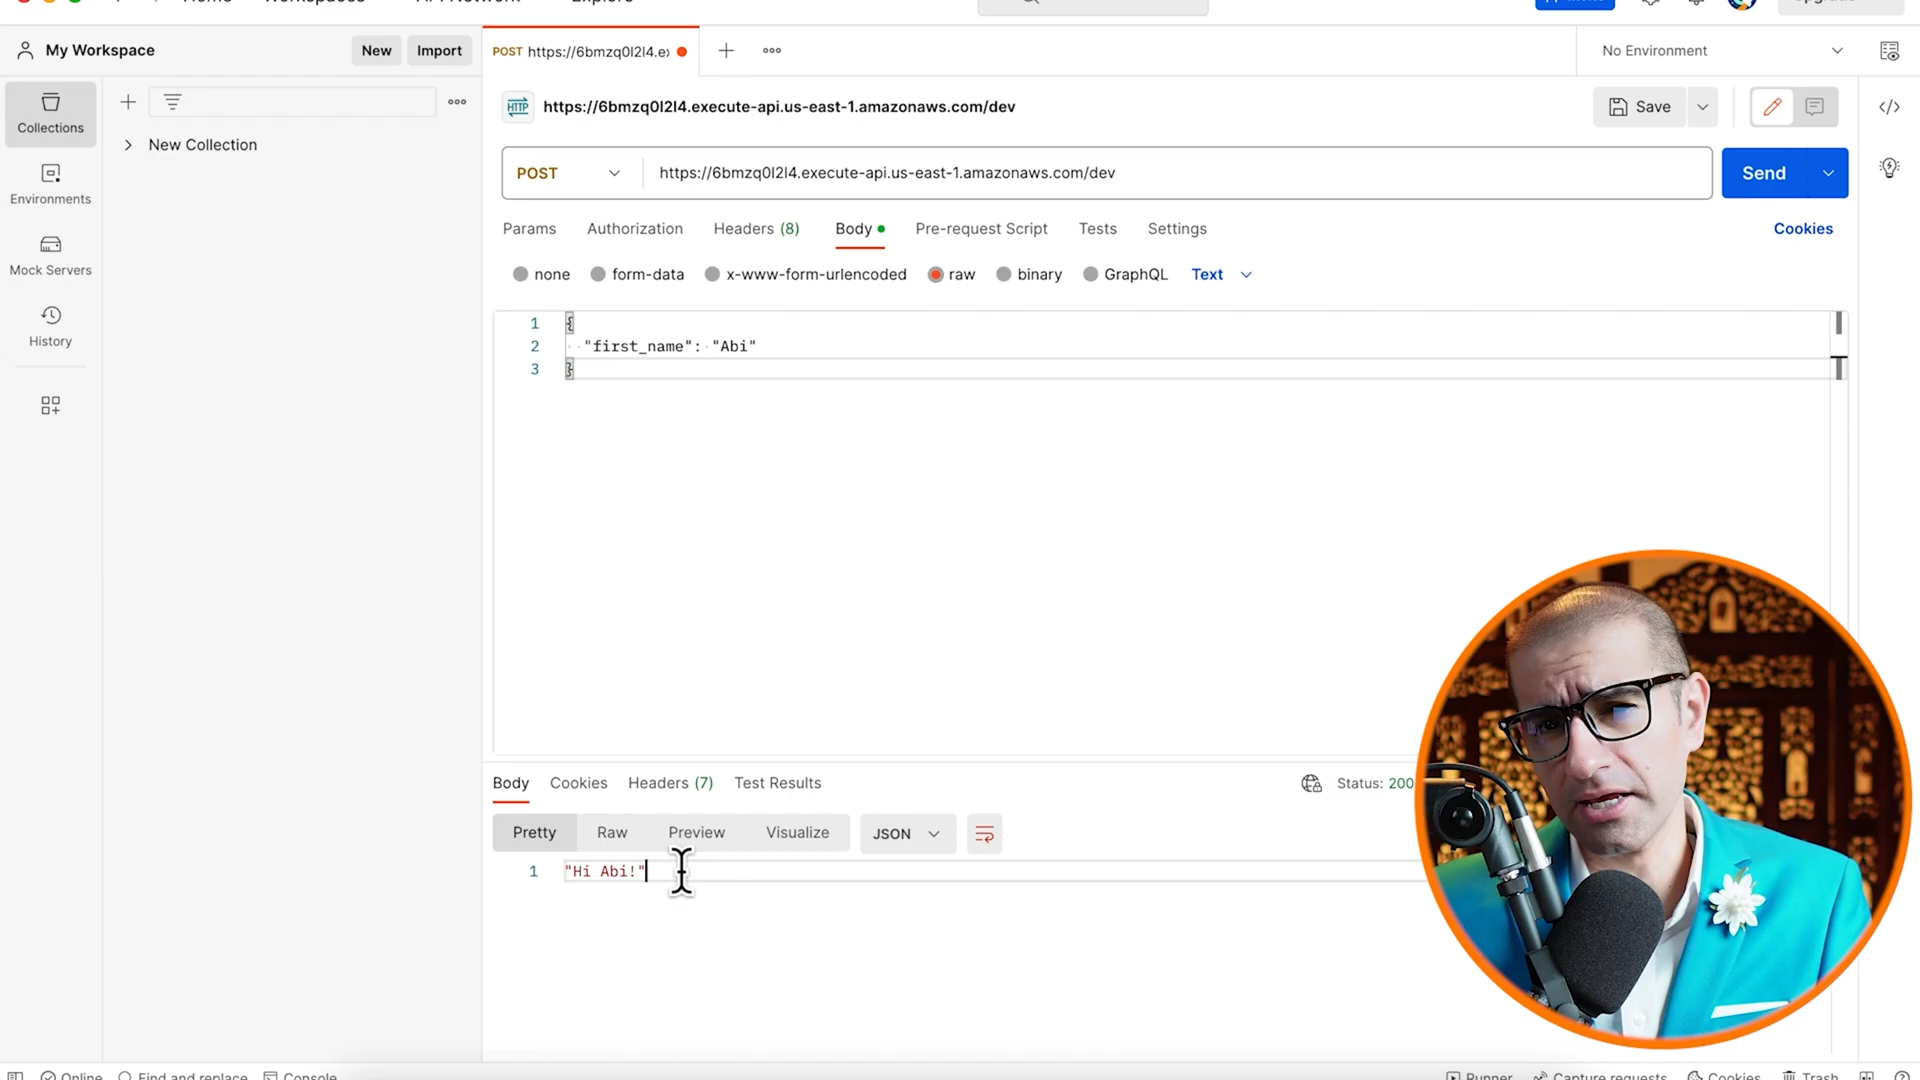 My Workspace
New
Import
POST https://6bmzq0l2l4.e
No Environment
Collections
New Collection
https://6bmzq0l2l4.execute-api.us-east-1.amazonaws.com/dev
Save
Environments
POST
https://6bmzq0l2l4.execute-api.us-east-1.amazonaws.com/dev
Send
Params
Authorization
Headers (8)
Body
Pre-request Script
Tests
Settings
Cookies
Mock Servers
none
form-data
x-www-form-urlencoded
raw
binary
GraphQL
Text
History
1 {
2 "first_name": "Abi"
3 }
Body
Cookies
Headers (7)
Test Results
Status: 200
Pretty
Raw
Preview
Visualize
JSON
1 "Hi Abi!"
Online
Find and replace
Console
Runner
Capture requests
Cookies
Trash